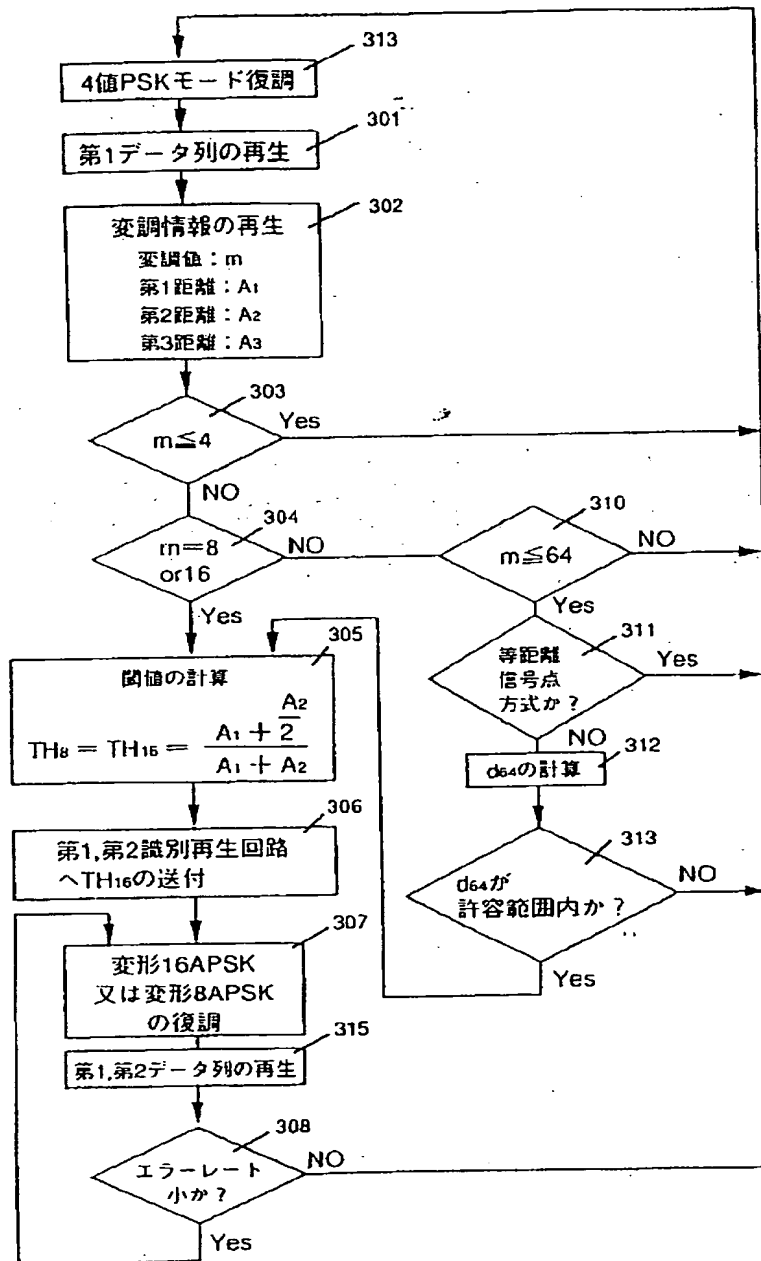 313
4値PSKモード復調
301
第1データ列の再生
302
変調情報の再生
変調値：m
第1距離：A₁
第2距離：A₂
第3距離：A₃
303
m≦4
Yes
NO
304
m=8
or16
NO
Yes
310
m≦64
NO
Yes
311
等距離
信号点
方式か？
Yes
NO
312
d₆₄の計算
313
d₆₄が
許容範囲内か？
NO
Yes
305
閾値の計算
TH₈ = TH₁₆ = (A₁ + A₂/2) / (A₁ + A₂)
306
第1,第2識別再生回路
へTH₁₆の送付
307
変形16APSK
又は変形8APSK
の復調
315
第1,第2データ列の再生
308
エラーレート
小か？
NO
Yes